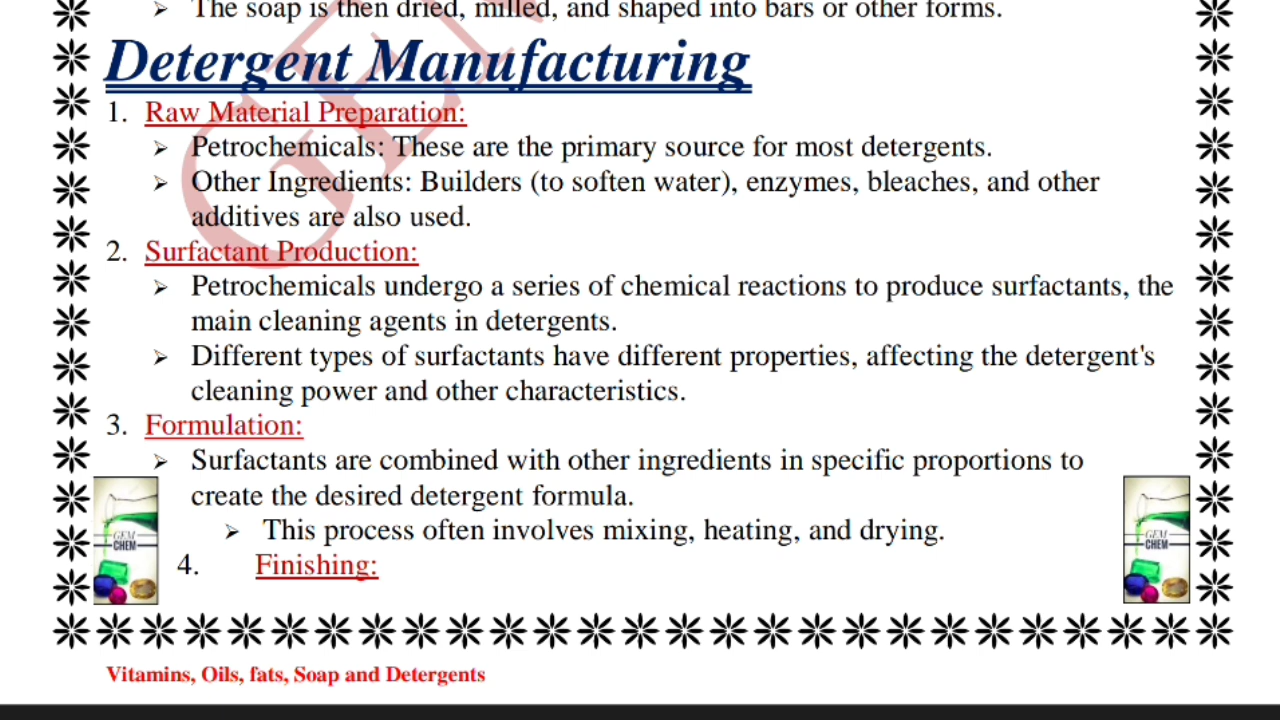 ➢ The soap is then dried, milled, and shaped into bars or other forms.
Detergent Manufacturing
1. Raw Material Preparation:
➢ Petrochemicals: These are the primary source for most detergents.
➢ Other Ingredients: Builders (to soften water), enzymes, bleaches, and other
additives are also used.
2. Surfactant Production:
➢ Petrochemicals undergo a series of chemical reactions to produce surfactants, the
main cleaning agents in detergents.
➢ Different types of surfactants have different properties, affecting the detergent's
cleaning power and other characteristics.
3. Formulation:
➢ Surfactants are combined with other ingredients in specific proportions to
create the desired detergent formula.
➢ This process often involves mixing, heating, and drying.
4. Finishing:
GEM
CHEM
GEM
CHEM
Vitamins, Oils, fats, Soap and Detergents